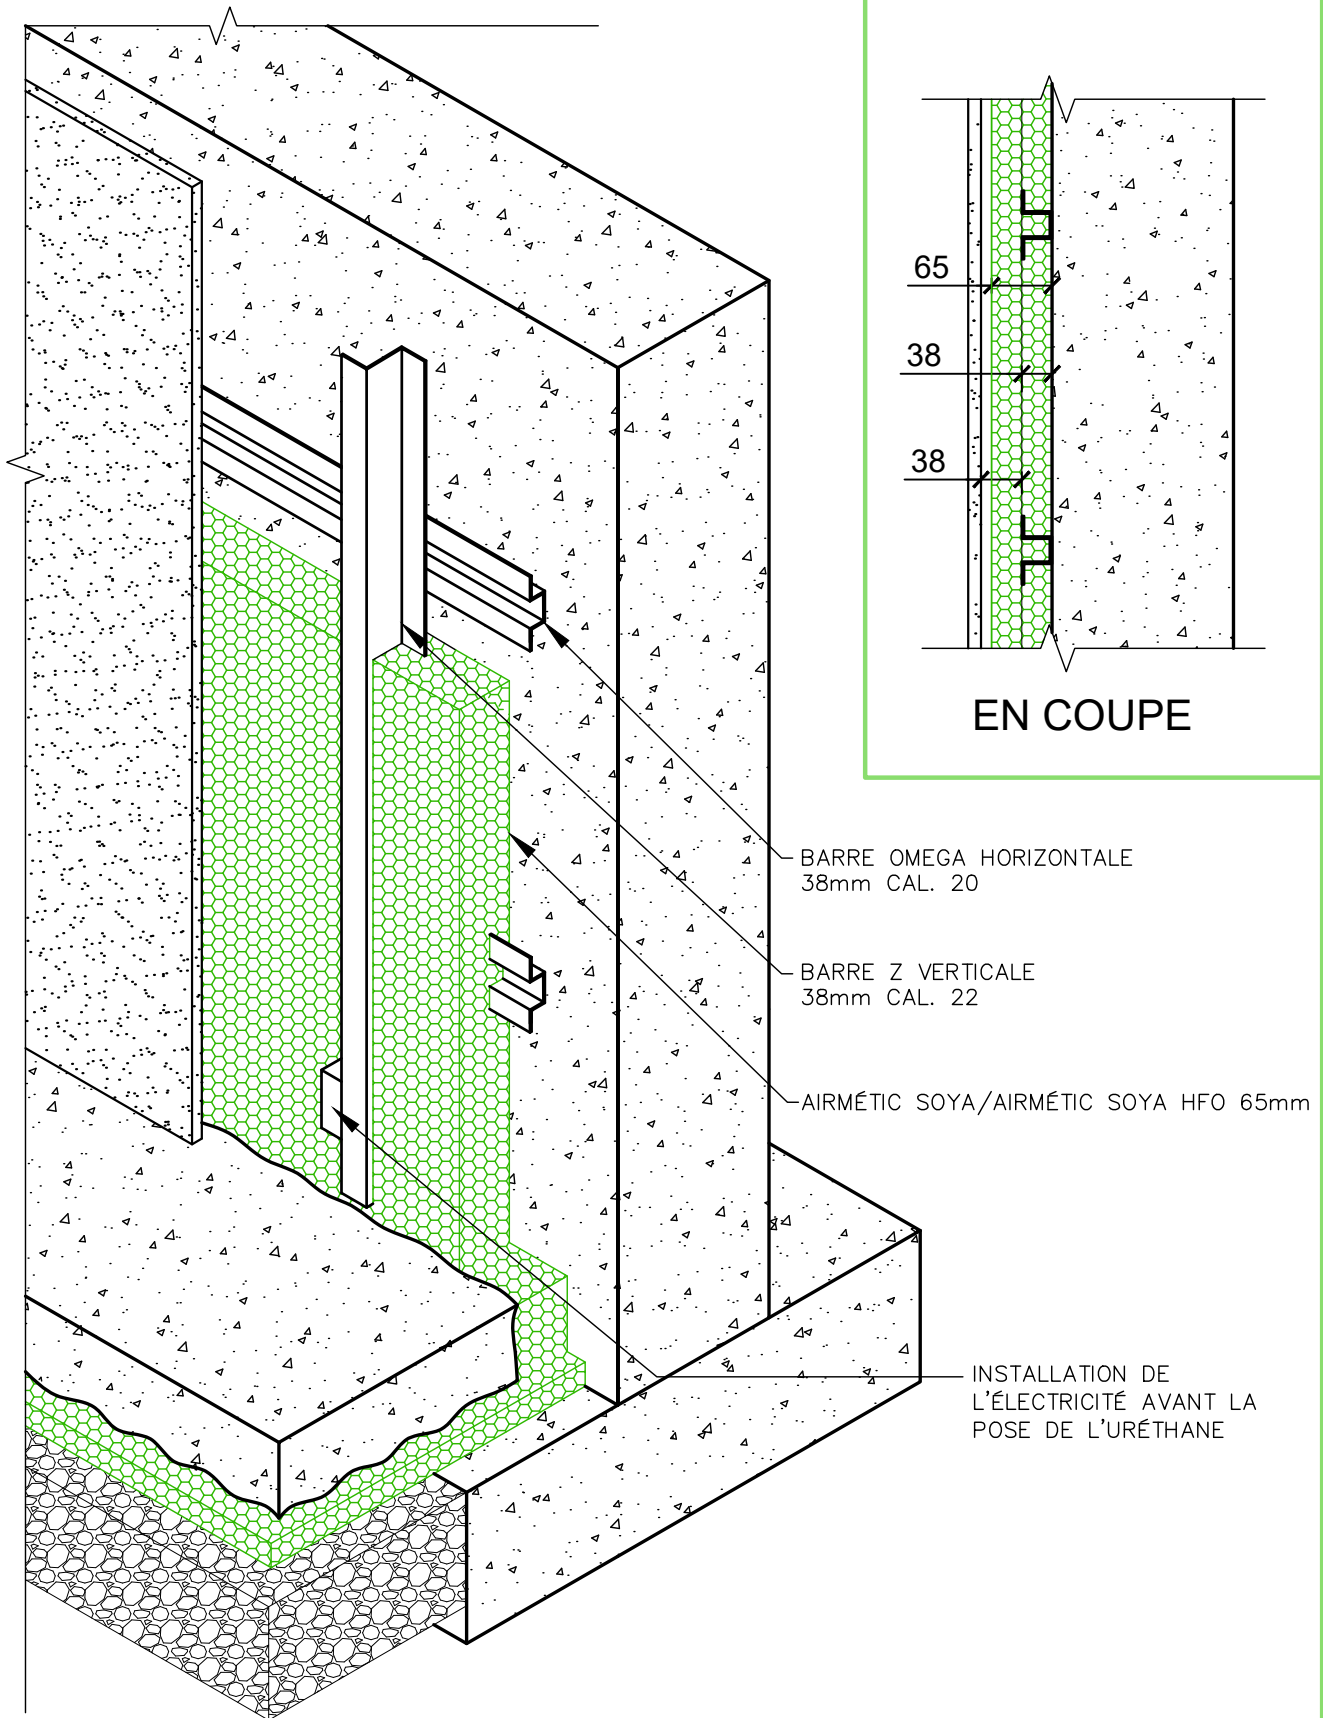 65
38
38
EN COUPE
BARRE OMEGA HORIZONTALE
38mm CAL. 20
BARRE Z VERTICALE
38mm CAL. 22
AIRMÉTIC SOYA/AIRMÉTIC SOYA HFO 65mm
INSTALLATION DE
L'ÉLECTRICITÉ AVANT LA
POSE DE L'URÉTHANE